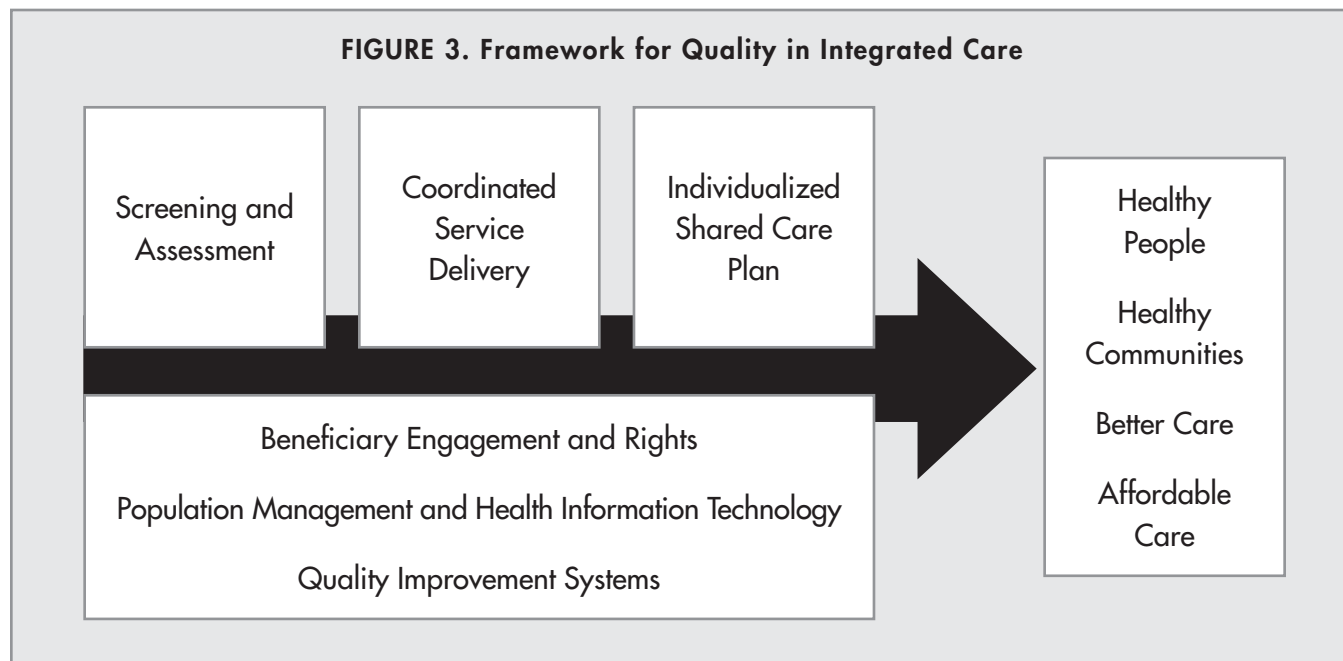 FIGURE 3. Framework for Quality in Integrated Care
Screening and
Assessment
Coordinated
Service
Delivery
Individualized
Shared Care
Plan
Beneficiary Engagement and Rights
Population Management and Health Information Technology
Quality Improvement Systems
Healthy
People
Healthy
Communities
Better Care
Affordable
Care